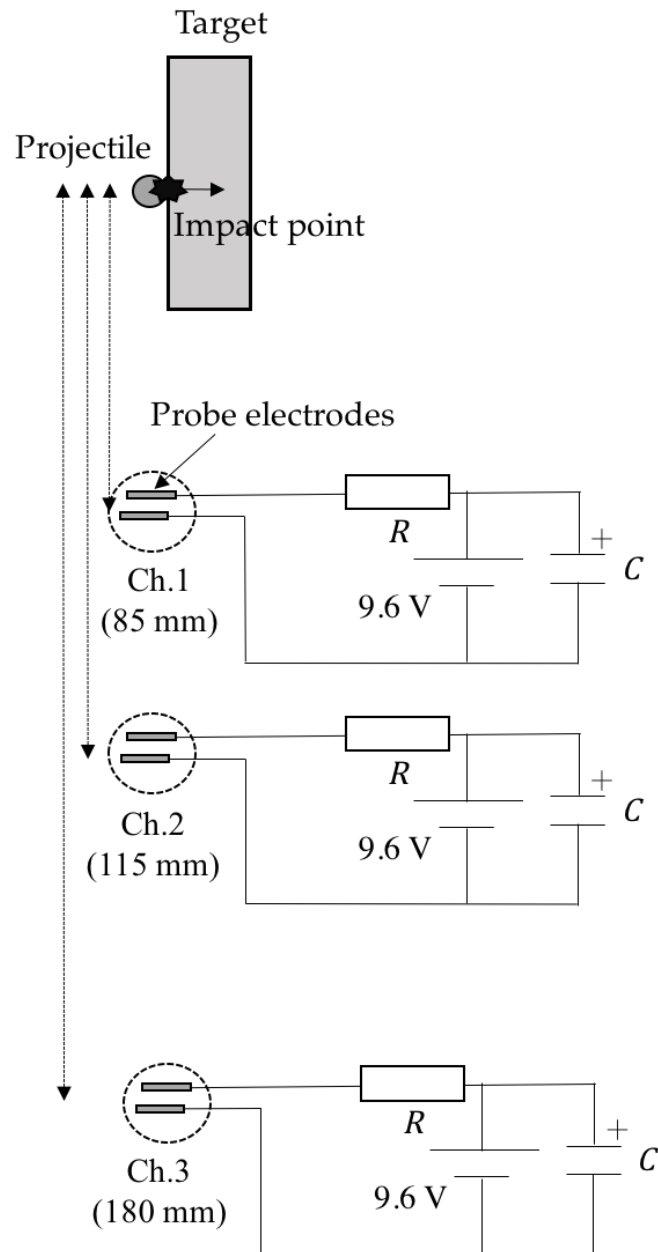 Target
Projectile
Impact point
Probe electrodes
R
+
C
9.6 V
Ch.1
(85 mm)
R
+
C
9.6 V
Ch.2
(115 mm)
R
+
C
9.6 V
Ch.3
(180 mm)